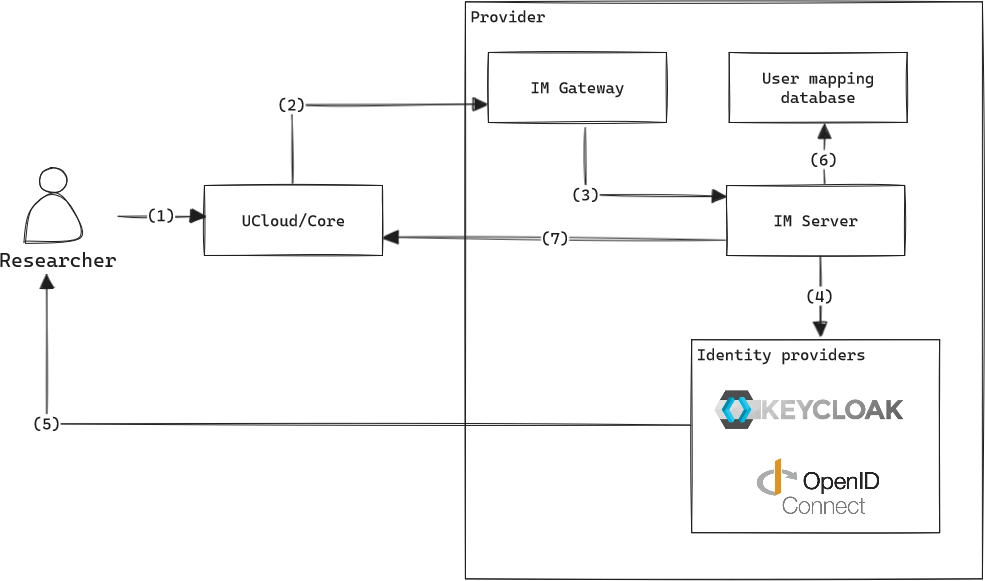 Provider
IM Gateway
User mapping
database
(2)
(6)
(3)
(1)
UCloud/Core
IM Server
(7)
Researcher
(4)
Identity providers
KEYCLOAK
(5)
OpenID
Connect